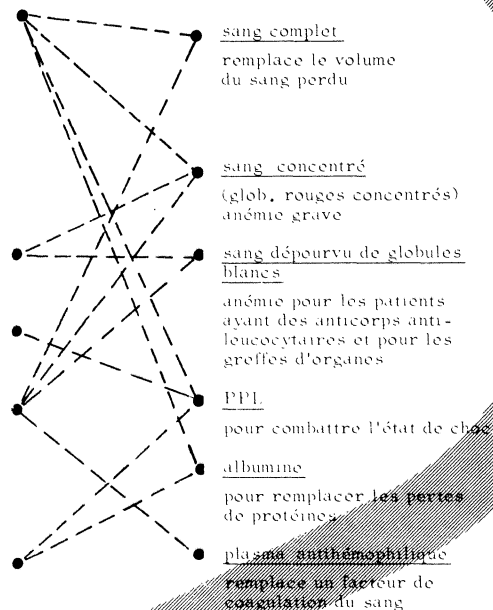 sang complet
remplace le volume
du sang perdu
sang concentré
(glob. rouges concentrés)
anémie grave
sang dépourvu de globules
blancs
anémie pour les patients
ayant des anticorps anti-
leucocytaires et pour les
greffes d'organes
PPL
pour combattre l'état de choc
albumine
pour remplacer les pertes
de protéines
plasma antihémophilique
remplace un facteur de
coagulation du sang